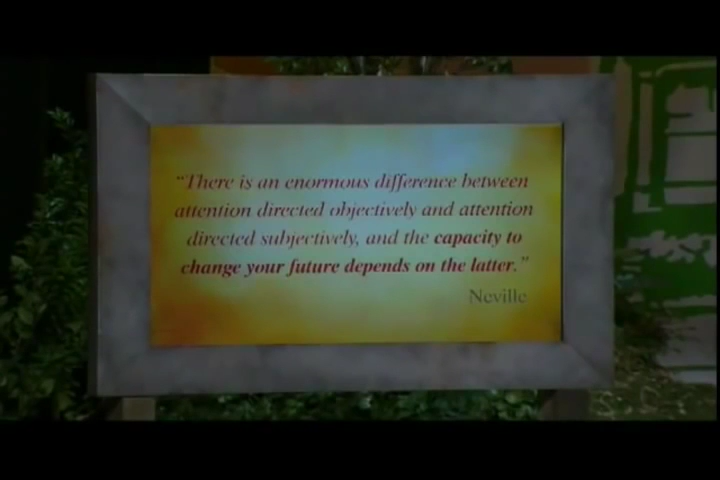 “There is an enormous difference between
attention directed objectively and attention
directed subjectively, and the capacity to
change your future depends on the latter.”
Neville